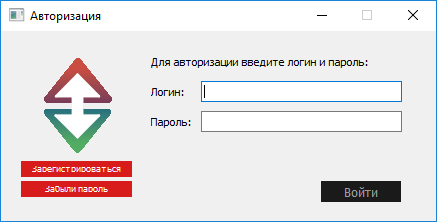 Авторизация
Для авторизации введите логин и пароль:
Логин:
Пароль:
Зарегистрироваться
Забыли пароль
Войти